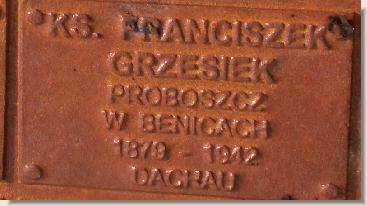 KS. FRANCISZEK
GRZESIEK
PROBOSZCZ
W BENICACH
1879 - 1942
DACHAU